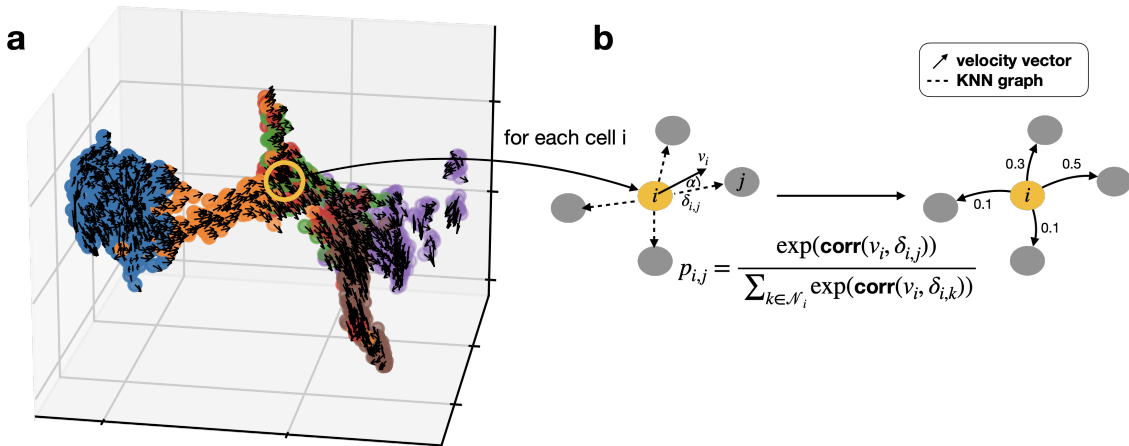 a
b
for each cell i
velocity vector
KNN graph
v_i
α
i
j
δ_{i,j}
0.3
0.5
0.1
i
0.1
p_{i,j} = exp(corr(v_i, δ_{i,j})) / ∑_{k∈𝒩_i} exp(corr(v_i, δ_{i,k}))